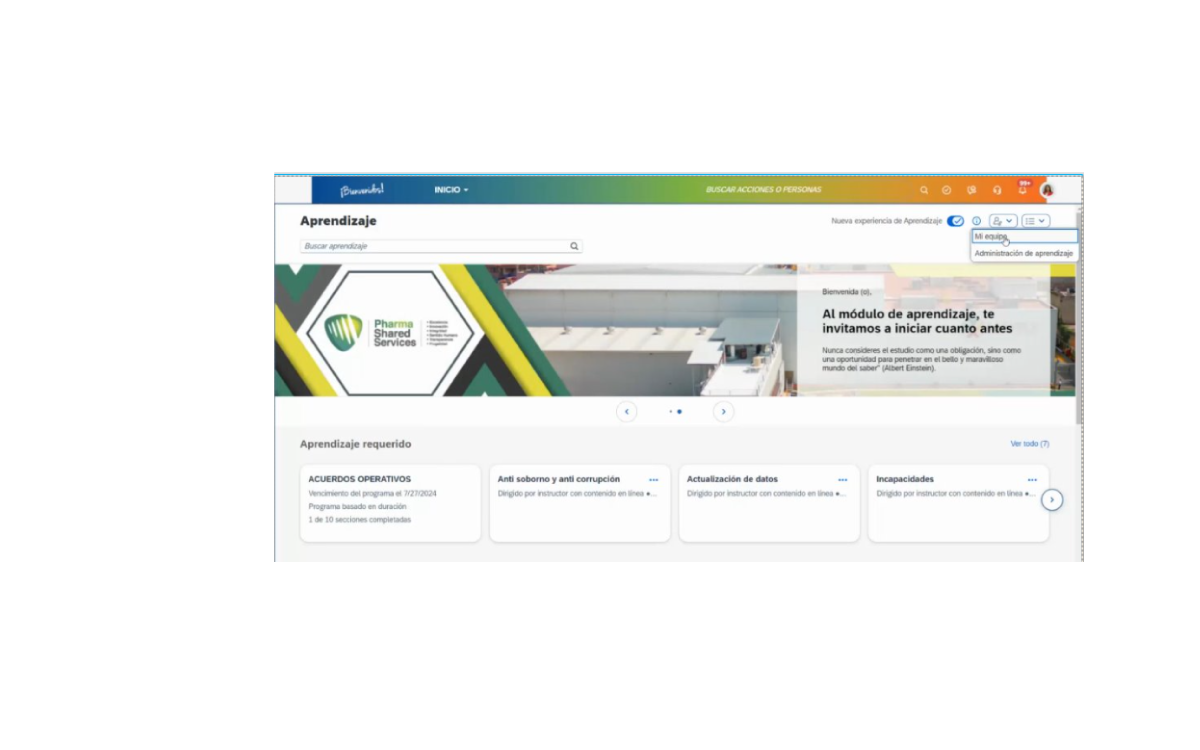 ¡Bienvenidos!
INICIO
BUSCAR ACCIONES O PERSONAS
99+
Aprendizaje
Nueva experiencia de Aprendizaje
Buscar aprendizaje
Mi equipo
Administración de aprendizaje
Pharma
Shared
Services
Bienvenida (o),
Al módulo de aprendizaje, te
invitamos a iniciar cuanto antes
Nunca consideres el estudio como una obligación, sino como
una oportunidad para penetrar en el bello y maravilloso
mundo del saber" (Albert Einstein).
Aprendizaje requerido
Ver todo (7)
ACUERDOS OPERATIVOS
Vencimiento del programa el 7/27/2024
Programa basado en duración
1 de 10 secciones completadas
Anti soborno y anti corrupción
Dirigido por instructor con contenido en línea ●...
Actualización de datos
Dirigido por instructor con contenido en línea ●...
Incapacidades
Dirigido por instructor con contenido en línea ●...